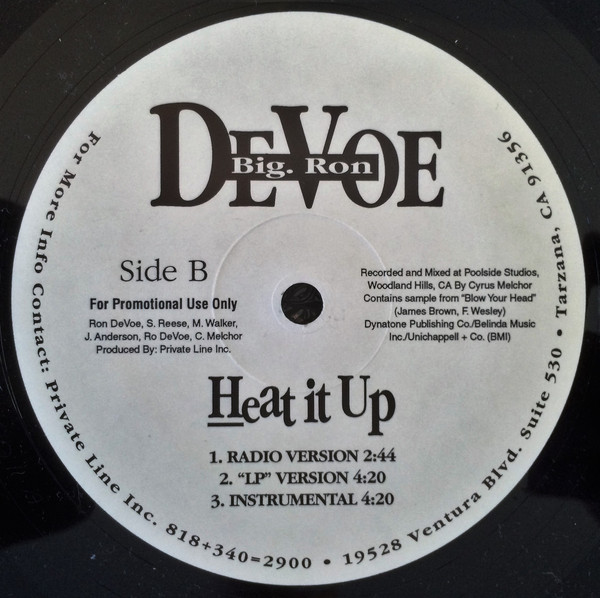 DEVOE
Big. Ron
Side B
For Promotional Use Only
Ron DeVoe, S. Reese, M. Walker,
J. Anderson, Ro DeVoe, C. Melchor
Produced By: Private Line Inc.
Recorded and Mixed at Poolside Studios,
Woodland Hills, CA By Cyrus Melchor
Contains sample from "Blow Your Head"
(James Brown, F. Wesley)
Dynatone Publishing Co./Belinda Music
Inc./Unichappell + Co. (BMI)
Heat it Up
1. RADIO VERSION 2:44
2. "LP" VERSION 4:20
3. INSTRUMENTAL 4:20
For More Info Contact: Private Line Inc. 818+340=2900 • 19528 Ventura Blvd. Suite 530 • Tarzana, CA 91356